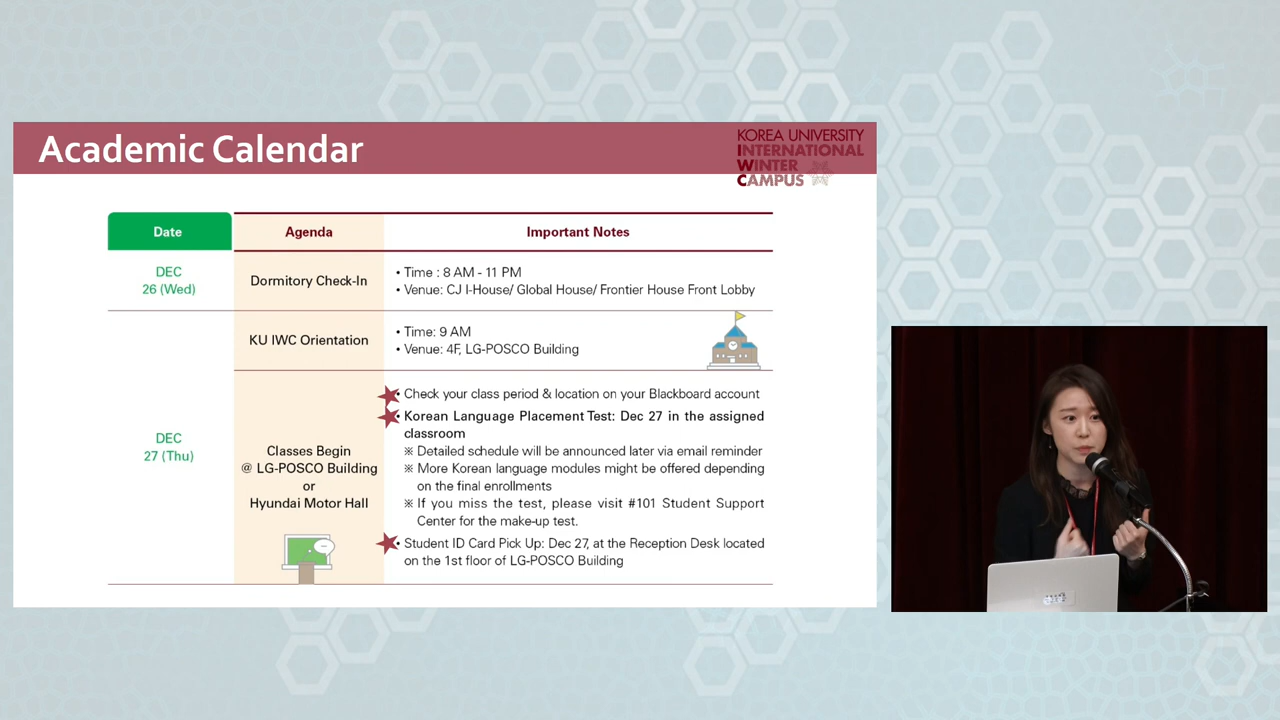 Academic Calendar
KOREA UNIVERSITY
INTERNATIONAL
WINTER
CAMPUS
Date
Agenda
Important Notes
DEC
26 (Wed)
Dormitory Check-In
• Time : 8 AM - 11 PM
• Venue: CJ I-House/ Global House/ Frontier House Front Lobby
KU IWC Orientation
• Time: 9 AM
• Venue: 4F, LG-POSCO Building
DEC
27 (Thu)
Classes Begin
@ LG-POSCO Building
or
Hyundai Motor Hall
• Check your class period & location on your Blackboard account
• Korean Language Placement Test: Dec 27 in the assigned
classroom
※ Detailed schedule will be announced later via email reminder
※ More Korean language modules might be offered depending
on the final enrollments
※ If you miss the test, please visit #101 Student Support
Center for the make-up test.
• Student ID Card Pick Up: Dec 27, at the Reception Desk located
on the 1st floor of LG-POSCO Building